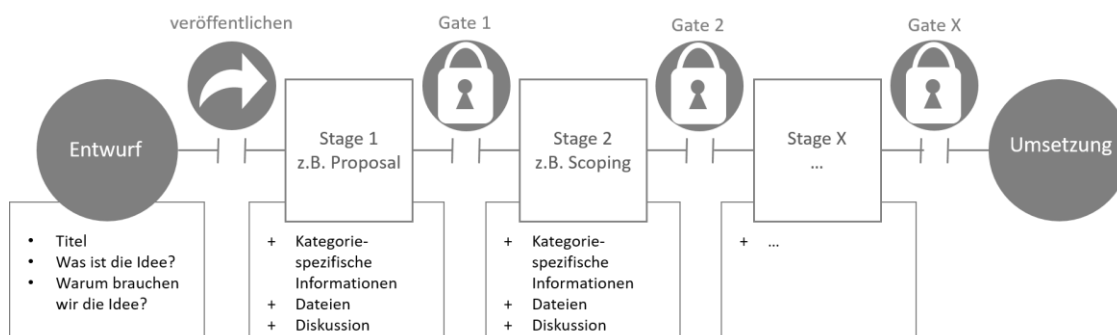 veröffentlichen
Gate 1
Gate 2
Gate X
Entwurf
Stage 1
z.B. Proposal
Stage 2
z.B. Scoping
Stage X
...
Umsetzung
• Titel
• Was ist die Idee?
• Warum brauchen
wir die Idee?
+ Kategorie-
spezifische
Informationen
+ Dateien
+ Diskussion
+ Kategorie-
spezifische
Informationen
+ Dateien
+ Diskussion
+ ...